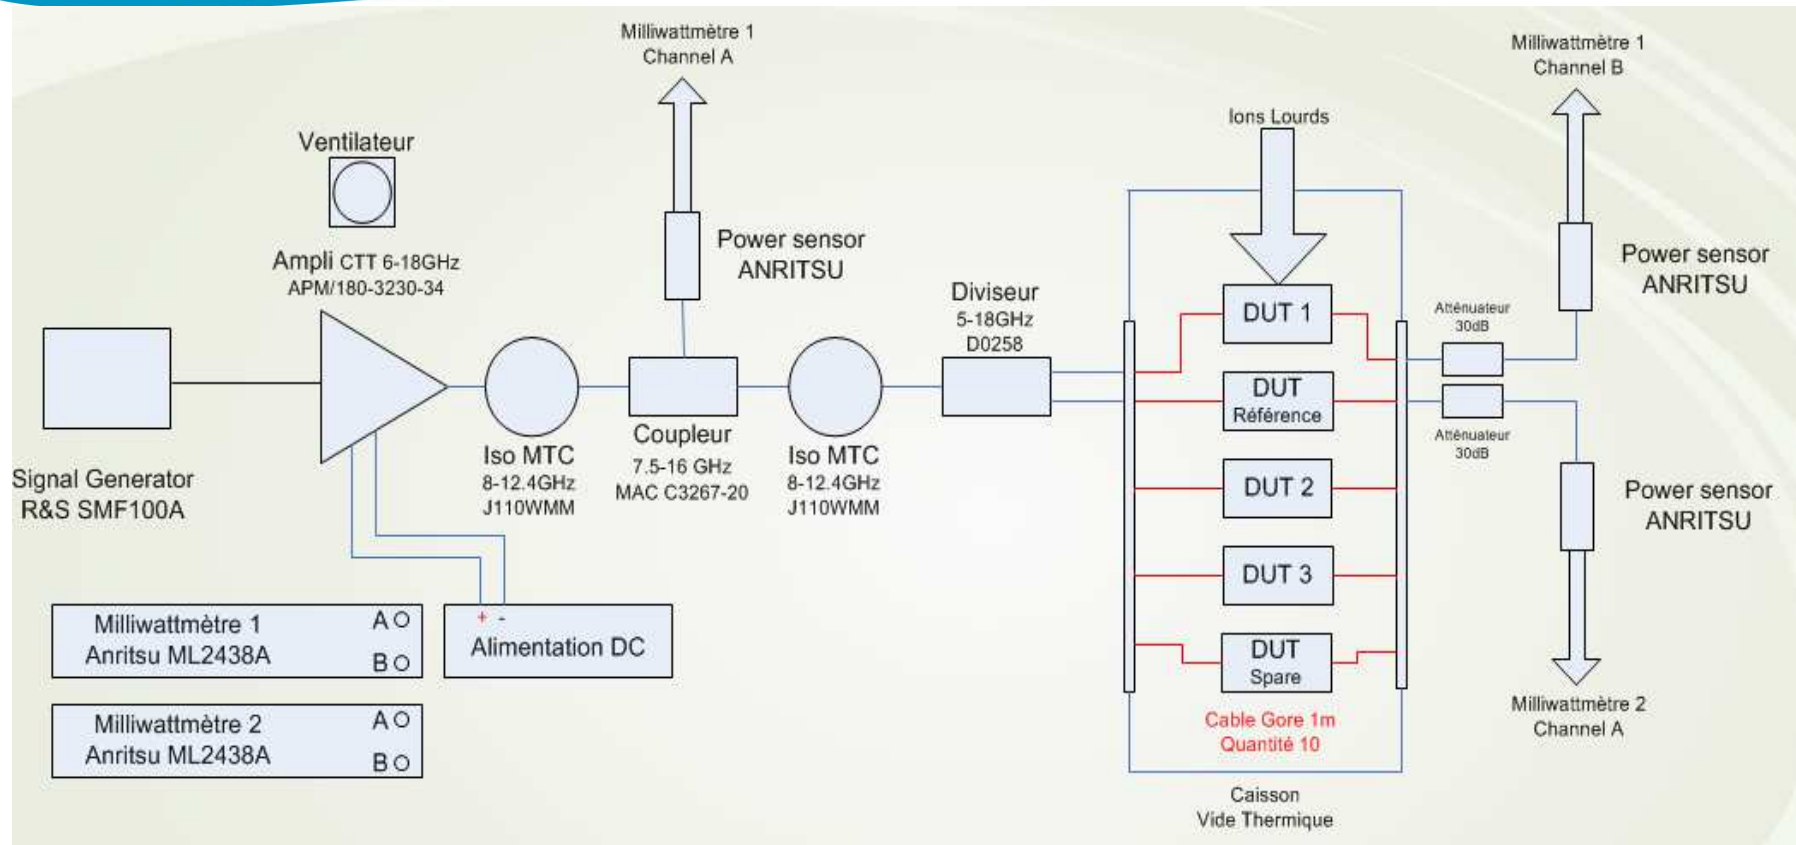 Milliwattmètre 1
Channel A
Milliwattmètre 1
Channel B
Ions Lourds
Ventilateur
Ampli CTT 6-18GHz
APM/180-3230-34
Power sensor
ANRITSU
Power sensor
ANRITSU
Diviseur
5-18GHz
D0258
DUT 1
Atténuateur
30dB
DUT
Référence
Atténuateur
30dB
Signal Generator
R&S SMF100A
Iso MTC
8-12.4GHz
J110WMM
Coupleur
7.5-16 GHz
MAC C3267-20
Iso MTC
8-12.4GHz
J110WMM
DUT 2
Power sensor
ANRITSU
DUT 3
Milliwattmètre 1
Anritsu ML2438A
A
B
+ -
Alimentation DC
DUT
Spare
Milliwattmètre 2
Anritsu ML2438A
A
B
Cable Gore 1m
Quantité 10
Milliwattmètre 2
Channel A
Caisson
Vide Thermique